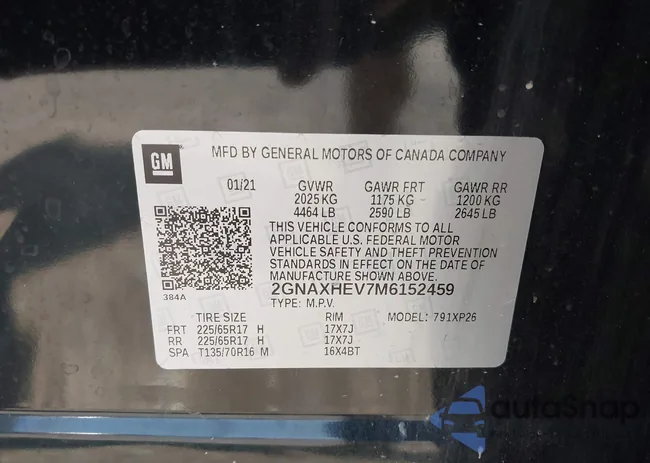 GM
MFD BY GENERAL MOTORS OF CANADA COMPANY
01/21 GVWR GAWR FRT GAWR RR
2025 KG 1175 KG 1200 KG
4464 LB 2590 LB 2645 LB
THIS VEHICLE CONFORMS TO ALL
APPLICABLE U.S. FEDERAL MOTOR
VEHICLE SAFETY AND THEFT PREVENTION
STANDARDS IN EFFECT ON THE DATE OF
MANUFACTURE SHOWN ABOVE.
384A
2GNAXHEV7M6152459
TYPE: M.P.V.
TIRE SIZE RIM MODEL: 791XP26
FRT 225/65R17 H 17X7J
RR 225/65R17 H 17X7J
SPA T135/70R16 M 16X4BT
autoSnap